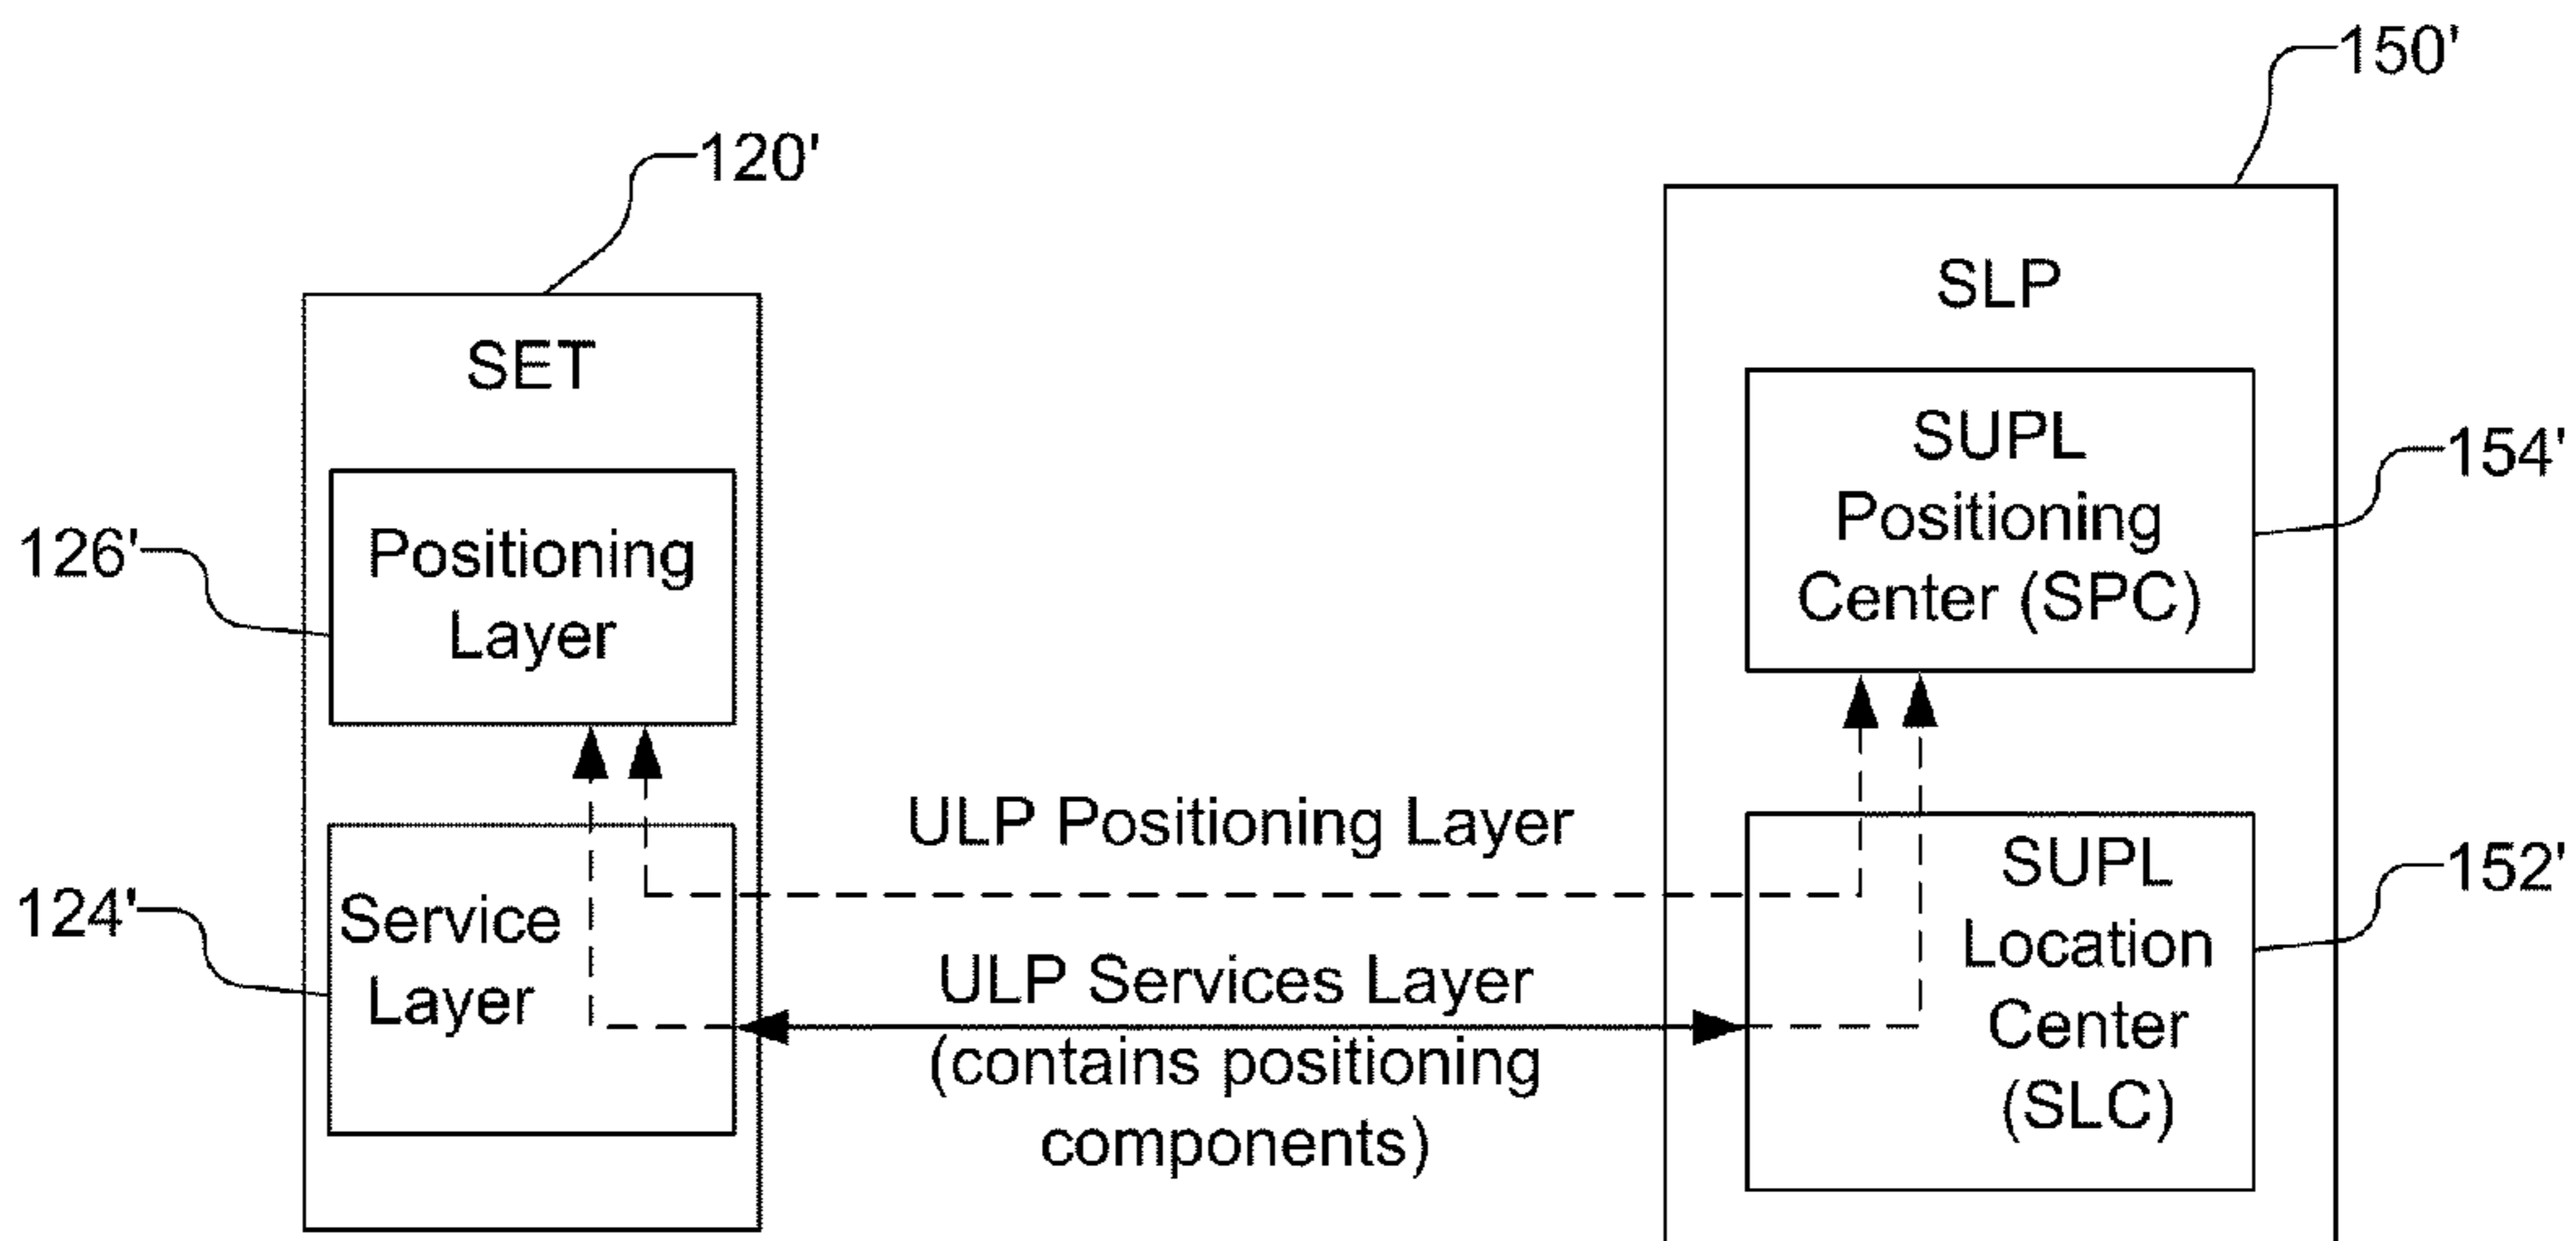 150'
120'
SLP
SET
SUPL
Positioning
Center (SPC)
154'
126'
Positioning
Layer
ULP Positioning Layer
SUPL
Location
Center
(SLC)
152'
124'
Service
Layer
ULP Services Layer
(contains positioning
components)